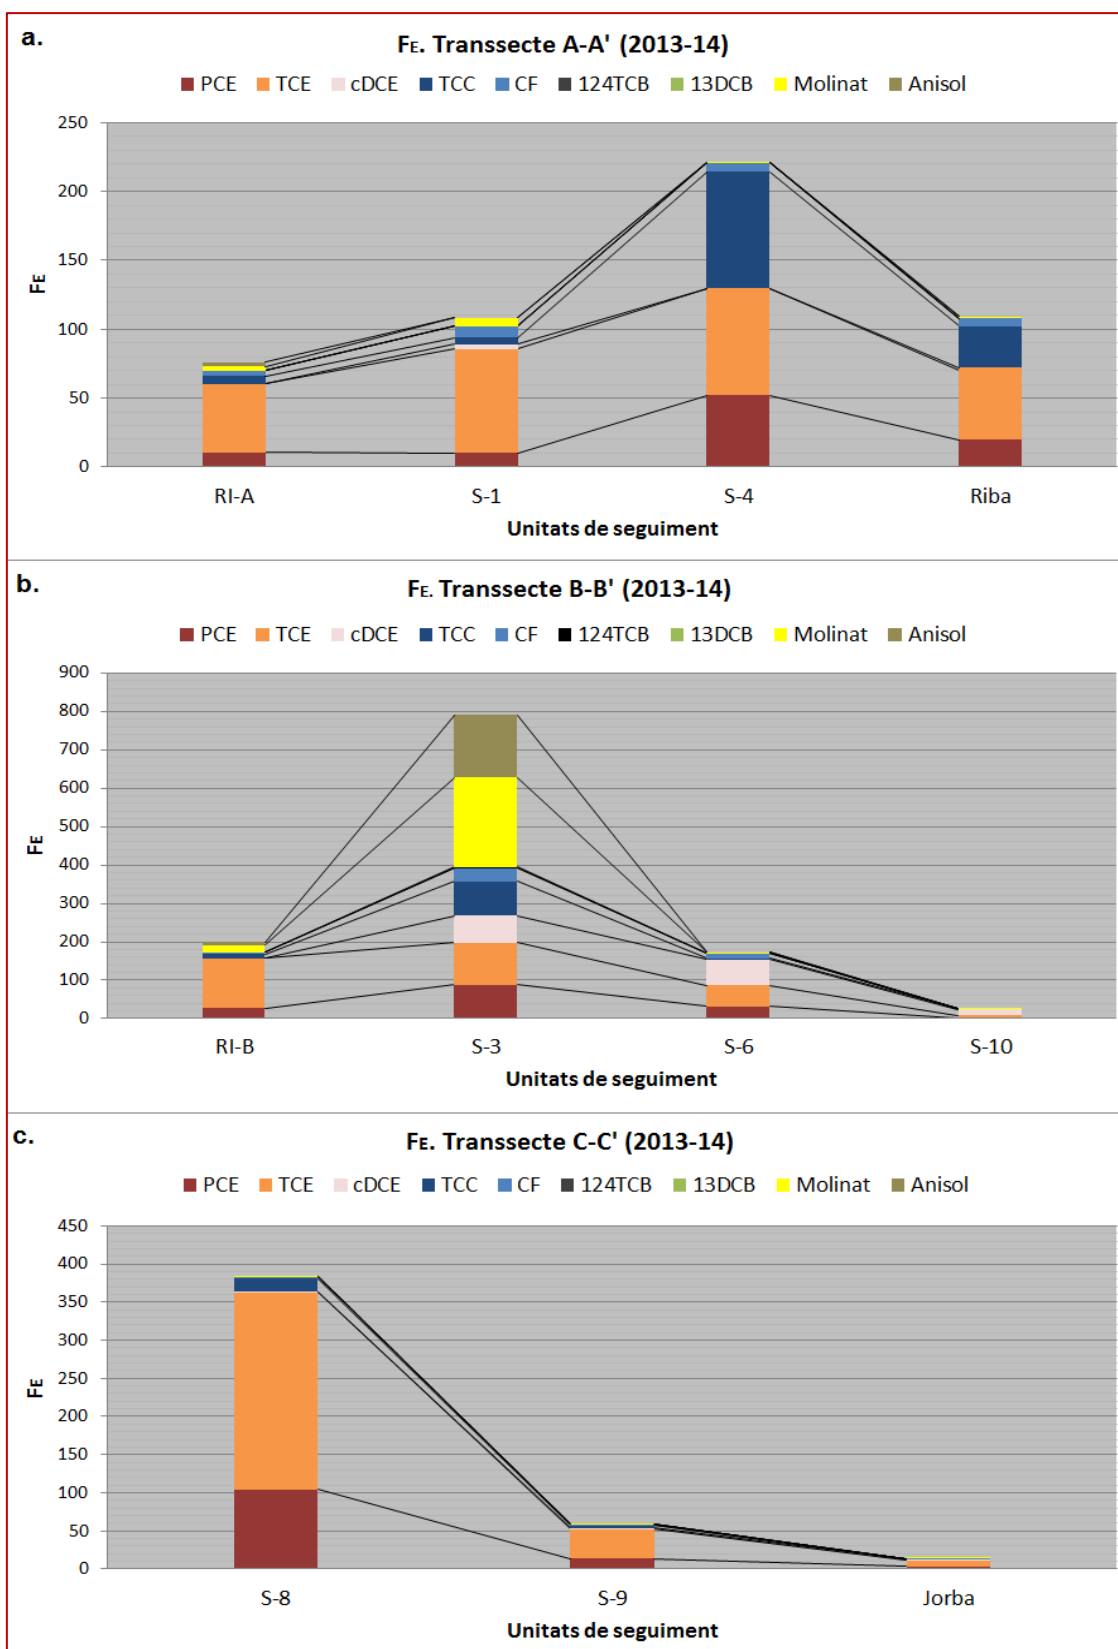 a.
FE. Transsecte A-A' (2013-14)
PCE TCE cDCE TCC CF 124TCB 13DCB Molinat Anisol
250
200
150
100
50
0
FE
RI-A S-1 S-4 Riba
Unitats de seguiment
b.
FE. Transsecte B-B' (2013-14)
PCE TCE cDCE TCC CF 124TCB 13DCB Molinat Anisol
900
800
700
600
500
400
300
200
100
0
FE
RI-B S-3 S-6 S-10
Unitats de seguiment
c.
FE. Transsecte C-C' (2013-14)
PCE TCE cDCE TCC CF 124TCB 13DCB Molinat Anisol
450
400
350
300
250
200
150
100
50
0
FE
S-8 S-9 Jorba
Unitats de seguiment